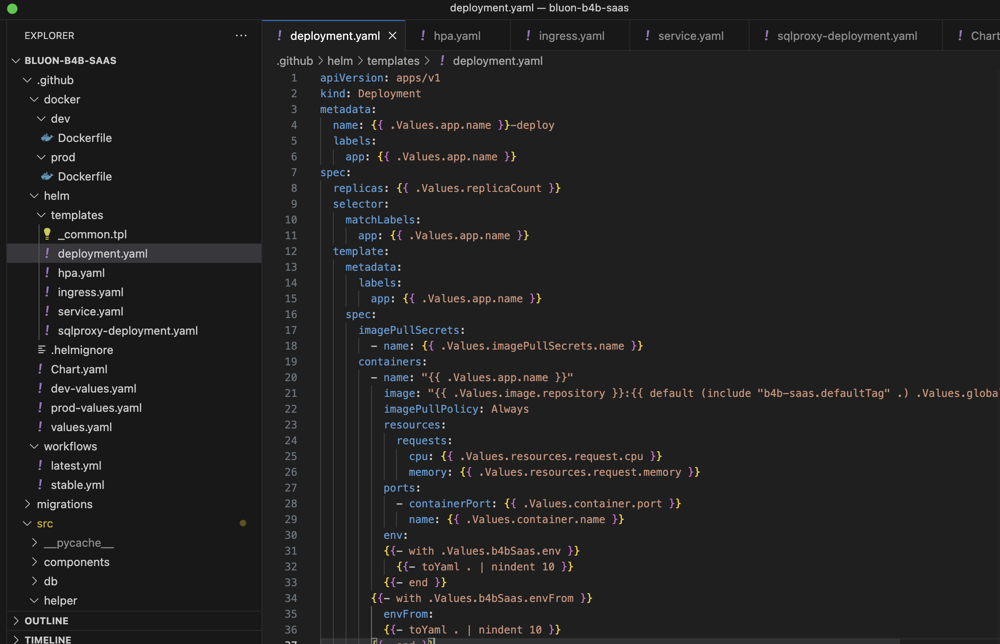 deployment.yaml — bluon-b4b-saas
EXPLORER
BLUON-B4B-SAAS
.github
docker
dev
Dockerfile
prod
Dockerfile
helm
templates
_common.tpl
deployment.yaml
hpa.yaml
ingress.yaml
service.yaml
sqlproxy-deployment.yaml
.helmignore
Chart.yaml
dev-values.yaml
prod-values.yaml
values.yaml
workflows
latest.yml
stable.yml
migrations
src
__pycache__
components
db
helper
OUTLINE
TIMELINE
deployment.yaml hpa.yaml ingress.yaml service.yaml sqlproxy-deployment.yaml Chart
.github > helm > templates > ! deployment.yaml
1 apiVersion: apps/v1
2 kind: Deployment
3 metadata:
4   name: {{ .Values.app.name }}-deploy
5   labels:
6     app: {{ .Values.app.name }}
7 spec:
8   replicas: {{ .Values.replicaCount }}
9   selector:
10     matchLabels:
11       app: {{ .Values.app.name }}
12   template:
13     metadata:
14       labels:
15         app: {{ .Values.app.name }}
16     spec:
17       imagePullSecrets:
18         - name: {{ .Values.imagePullSecrets.name }}
19       containers:
20         - name: "{{ .Values.app.name }}"
21           image: "{{ .Values.image.repository }}:{{ default (include "b4b-saas.defaultTag" .) .Values.globa
22           imagePullPolicy: Always
23           resources:
24             requests:
25               cpu: {{ .Values.resources.request.cpu }}
26               memory: {{ .Values.resources.request.memory }}
27           ports:
28             - containerPort: {{ .Values.container.port }}
29               name: {{ .Values.container.name }}
30           env:
31           {{- with .Values.b4bSaas.env }}
32             {{- toYaml . | nindent 10 }}
33           {{- end }}
34         {{- with .Values.b4bSaas.envFrom }}
35           envFrom:
36           {{- toYaml . | nindent 10 }}
37         {{- end }}